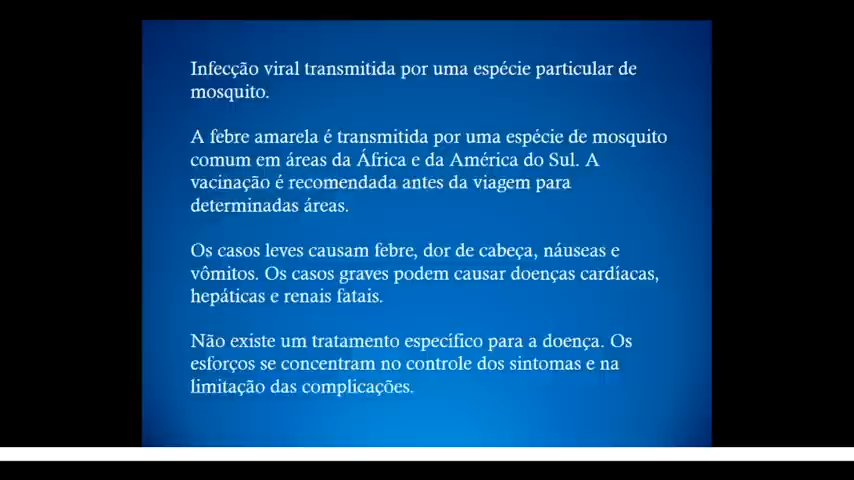 Infecção viral transmitida por uma espécie particular de
mosquito.
A febre amarela é transmitida por uma espécie de mosquito
comum em áreas da África e da América do Sul. A
vacinação é recomendada antes da viagem para
determinadas áreas.
Os casos leves causam febre, dor de cabeça, náuseas e
vômitos. Os casos graves podem causar doenças cardíacas,
hepáticas e renais fatais.
Não existe um tratamento específico para a doença. Os
esforços se concentram no controle dos sintomas e na
limitação das complicações.